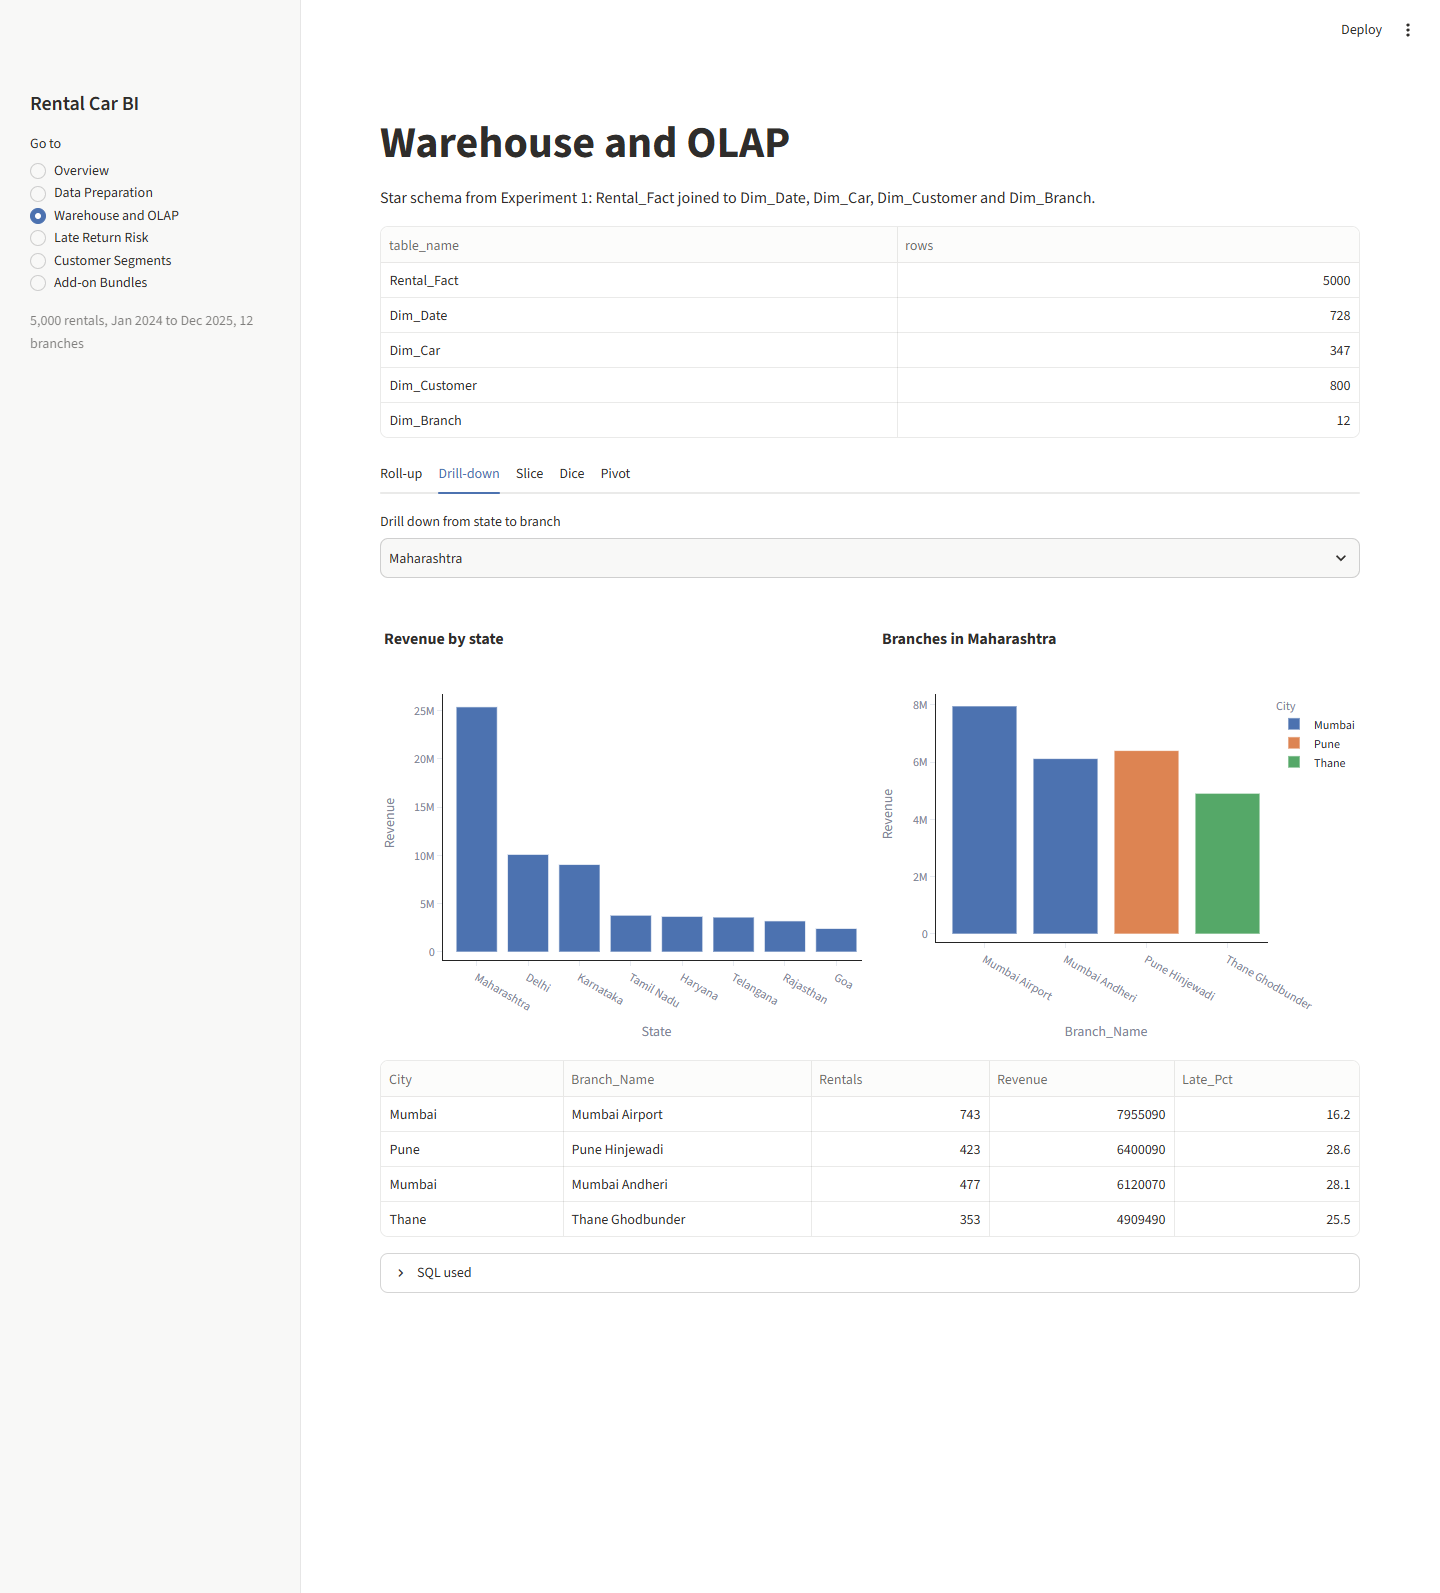 Deploy
Rental Car BI
Go to
Overview
Data Preparation
Warehouse and OLAP
Late Return Risk
Customer Segments
Add-on Bundles
5,000 rentals, Jan 2024 to Dec 2025, 12
branches
Warehouse and OLAP
Star schema from Experiment 1: Rental_Fact joined to Dim_Date, Dim_Car, Dim_Customer and Dim_Branch.
table_name rows
Rental_Fact 5000
Dim_Date 728
Dim_Car 347
Dim_Customer 800
Dim_Branch 12
Roll-up Drill-down Slice Dice Pivot
Drill down from state to branch
Maharashtra
Revenue by state
25M
20M
15M
10M
5M
0
Revenue
Maharashtra
Delhi
Karnataka
Tamil Nadu
Haryana
Telangana
Rajasthan
Goa
State
Branches in Maharashtra
8M
6M
4M
2M
0
Revenue
City
Mumbai
Pune
Thane
Mumbai Airport
Mumbai Andheri
Pune Hinjewadi
Thane Ghodbunder
Branch_Name
City Branch_Name Rentals Revenue Late_Pct
Mumbai Mumbai Airport 743 7955090 16.2
Pune Pune Hinjewadi 423 6400090 28.6
Mumbai Mumbai Andheri 477 6120070 28.1
Thane Thane Ghodbunder 353 4909490 25.5
SQL used